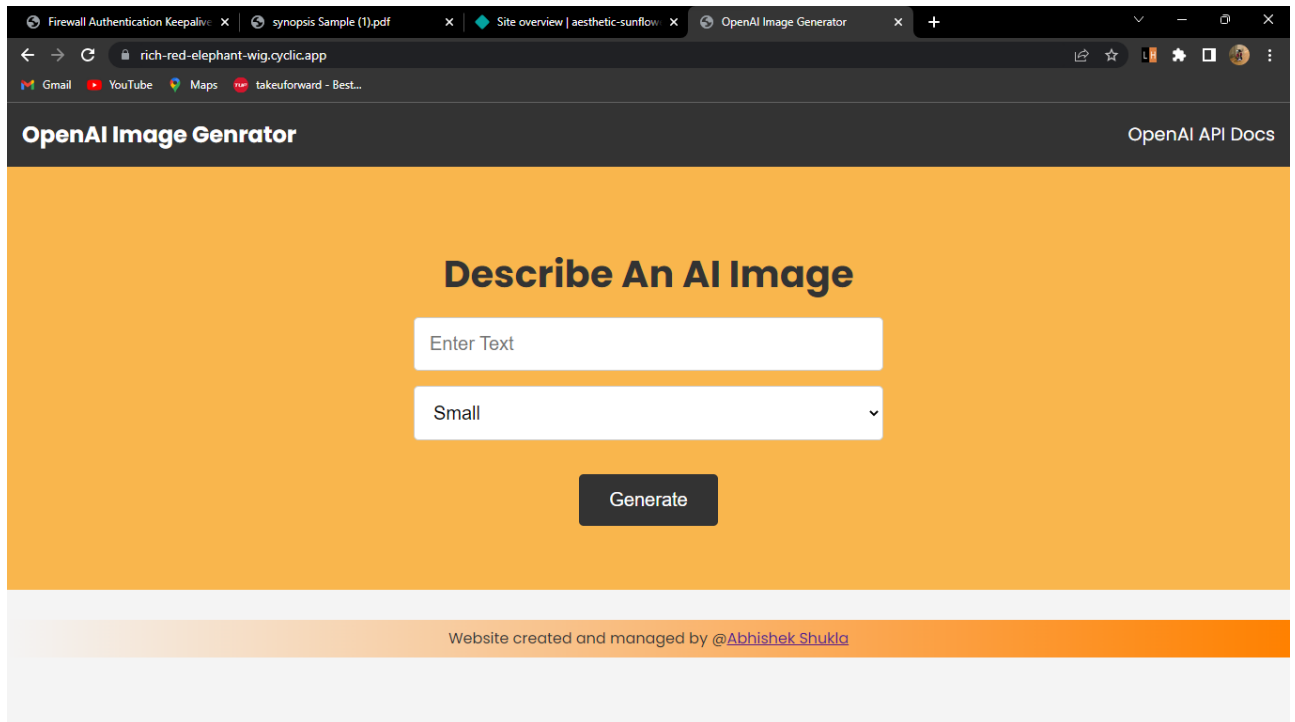 Firewall Authentication Keepalive
synopsis Sample (1).pdf
Site overview | aesthetic-sunflow
OpenAI Image Generator
rich-red-elephant-wig.cyclic.app
Gmail YouTube Maps takeuforward - Best...
OpenAI Image Genrator
OpenAI API Docs
Describe An AI Image
Enter Text
Small
Generate
Website created and managed by @Abhishek Shukla